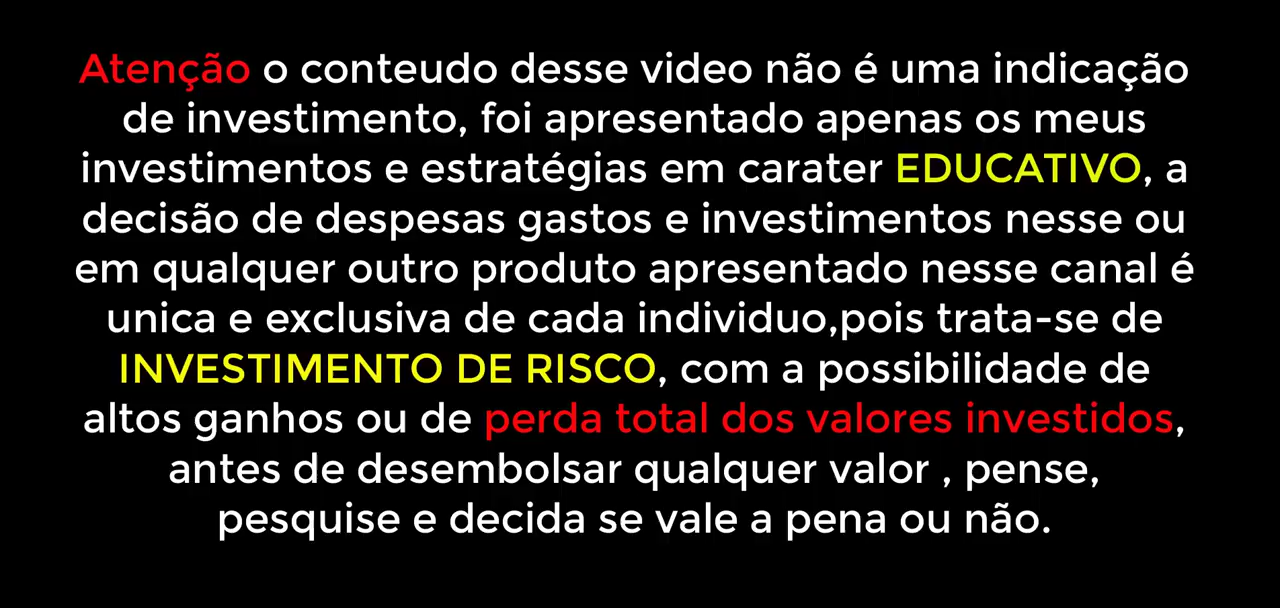 Atenção o conteudo desse video não é uma indicação
de investimento, foi apresentado apenas os meus
investimentos e estratégias em carater EDUCATIVO, a
decisão de despesas gastos e investimentos nesse ou
em qualquer outro produto apresentado nesse canal é
unica e exclusiva de cada individuo,pois trata-se de
INVESTIMENTO DE RISCO, com a possibilidade de
altos ganhos ou de perda total dos valores investidos,
antes de desembolsar qualquer valor , pense,
pesquise e decida se vale a pena ou não.